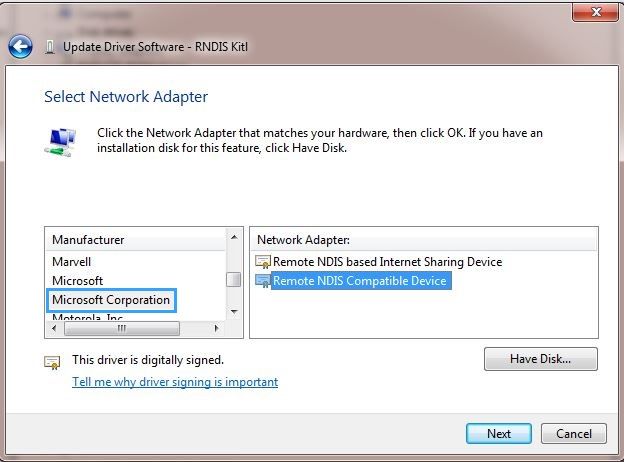 Update Driver Software - RNDIS Kitl
Select Network Adapter
Click the Network Adapter that matches your hardware, then click OK. If you have an
installation disk for this feature, click Have Disk.
Manufacturer
Marvell
Microsoft
Microsoft Corporation
Motorola, Inc.
Network Adapter:
Remote NDIS based Internet Sharing Device
Remote NDIS Compatible Device
This driver is digitally signed.
Tell me why driver signing is important
Have Disk...
Next
Cancel